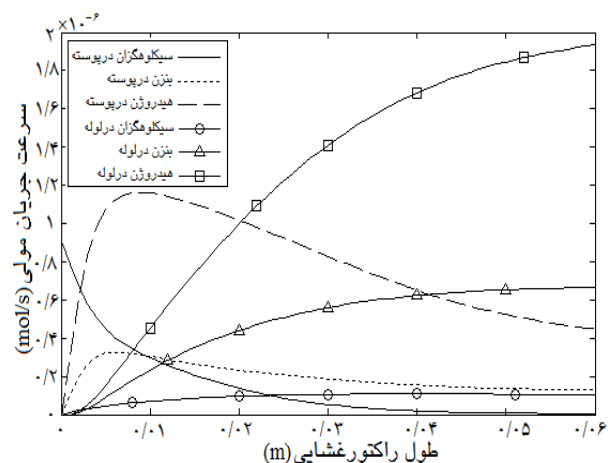 ۲×۱۰⁻⁶
۱/۸
۱/۶
۱/۴
۱/۲
۱
۰/۸
۰/۶
۰/۴
۰/۲
۰
سرعت جریان مولی (mol/s)
سیکلوهگزان درپوسته
بنزن درپوسته
هیدروژن درپوسته
سیکلوهگزان درلوله
بنزن درلوله
هیدروژن درلوله
۰ ۰/۰۱ ۰/۰۲ ۰/۰۳ ۰/۰۴ ۰/۰۵ ۰/۰۶
طول راکتورغشایی (m)